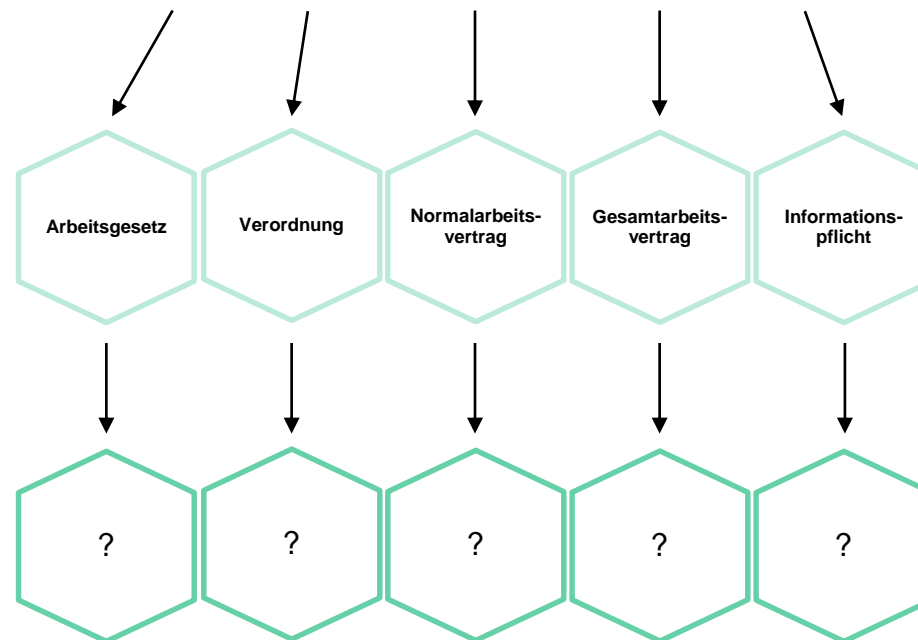 Arbeitsgesetz
Verordnung
Normalarbeits-
vertrag
Gesamtarbeits-
vertrag
Informations-
pflicht
?
?
?
?
?